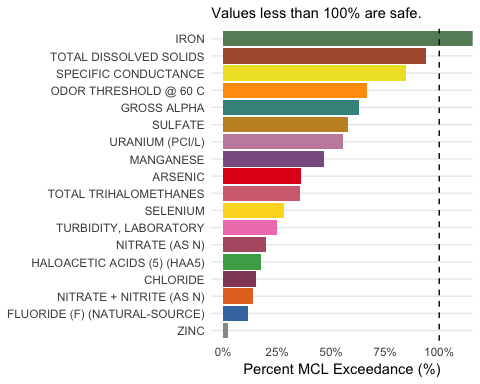 Values less than 100% are safe.
IRON
TOTAL DISSOLVED SOLIDS
SPECIFIC CONDUCTANCE
ODOR THRESHOLD @ 60 C
GROSS ALPHA
SULFATE
URANIUM (PCI/L)
MANGANESE
ARSENIC
TOTAL TRIHALOMETHANES
SELENIUM
TURBIDITY, LABORATORY
NITRATE (AS N)
HALOACETIC ACIDS (5) (HAA5)
CHLORIDE
NITRATE + NITRITE (AS N)
FLUORIDE (F) (NATURAL-SOURCE)
ZINC
0% 25% 50% 75% 100%
Percent MCL Exceedance (%)